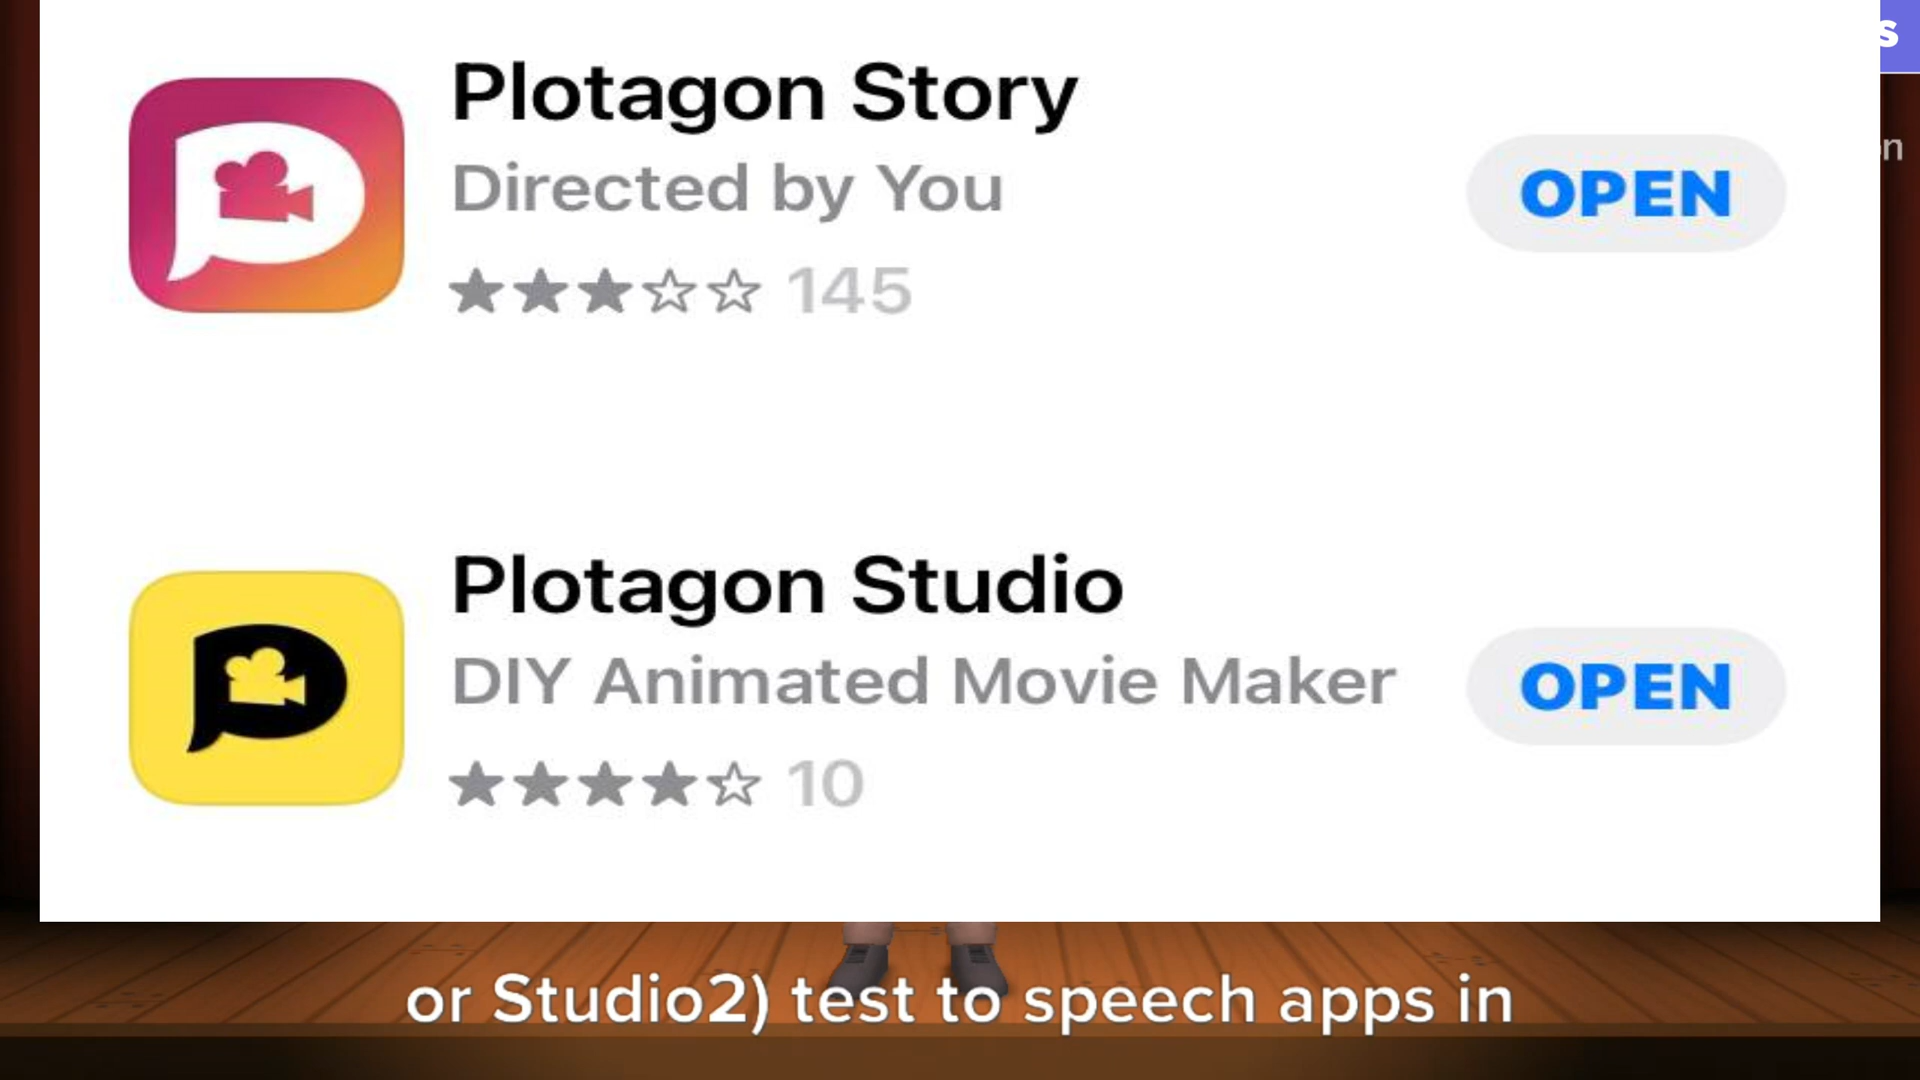 Plotagon Story
Directed by You
145
OPEN
Plotagon Studio
DIY Animated Movie Maker
10
OPEN
or Studio2) test to speech apps in